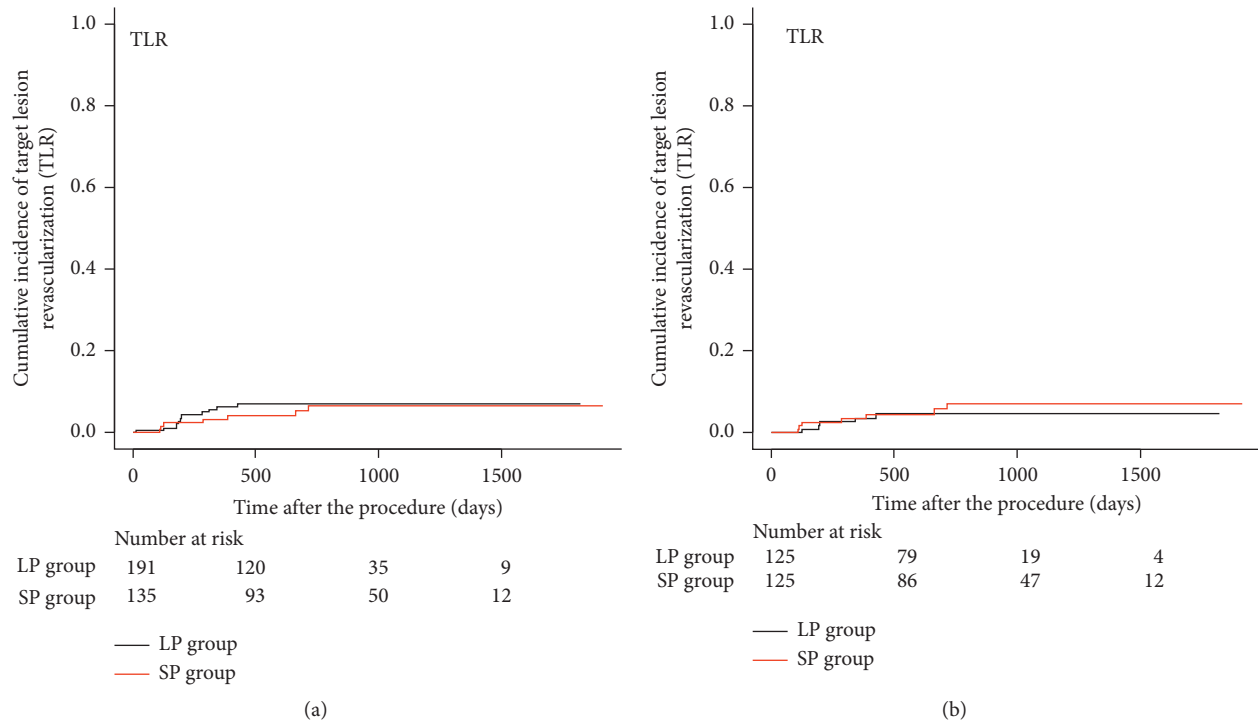 TLR
Cumulative incidence of target lesion
revascularization (TLR)
1.0
0.8
0.6
0.4
0.2
0.0
0 500 1000 1500
Time after the procedure (days)
Number at risk
LP group 191 120 35 9
SP group 135 93 50 12
LP group
SP group
(a)
TLR
Cumulative incidence of target lesion
revascularization (TLR)
1.0
0.8
0.6
0.4
0.2
0.0
0 500 1000 1500
Time after the procedure (days)
Number at risk
LP group 125 79 19 4
SP group 125 86 47 12
LP group
SP group
(b)